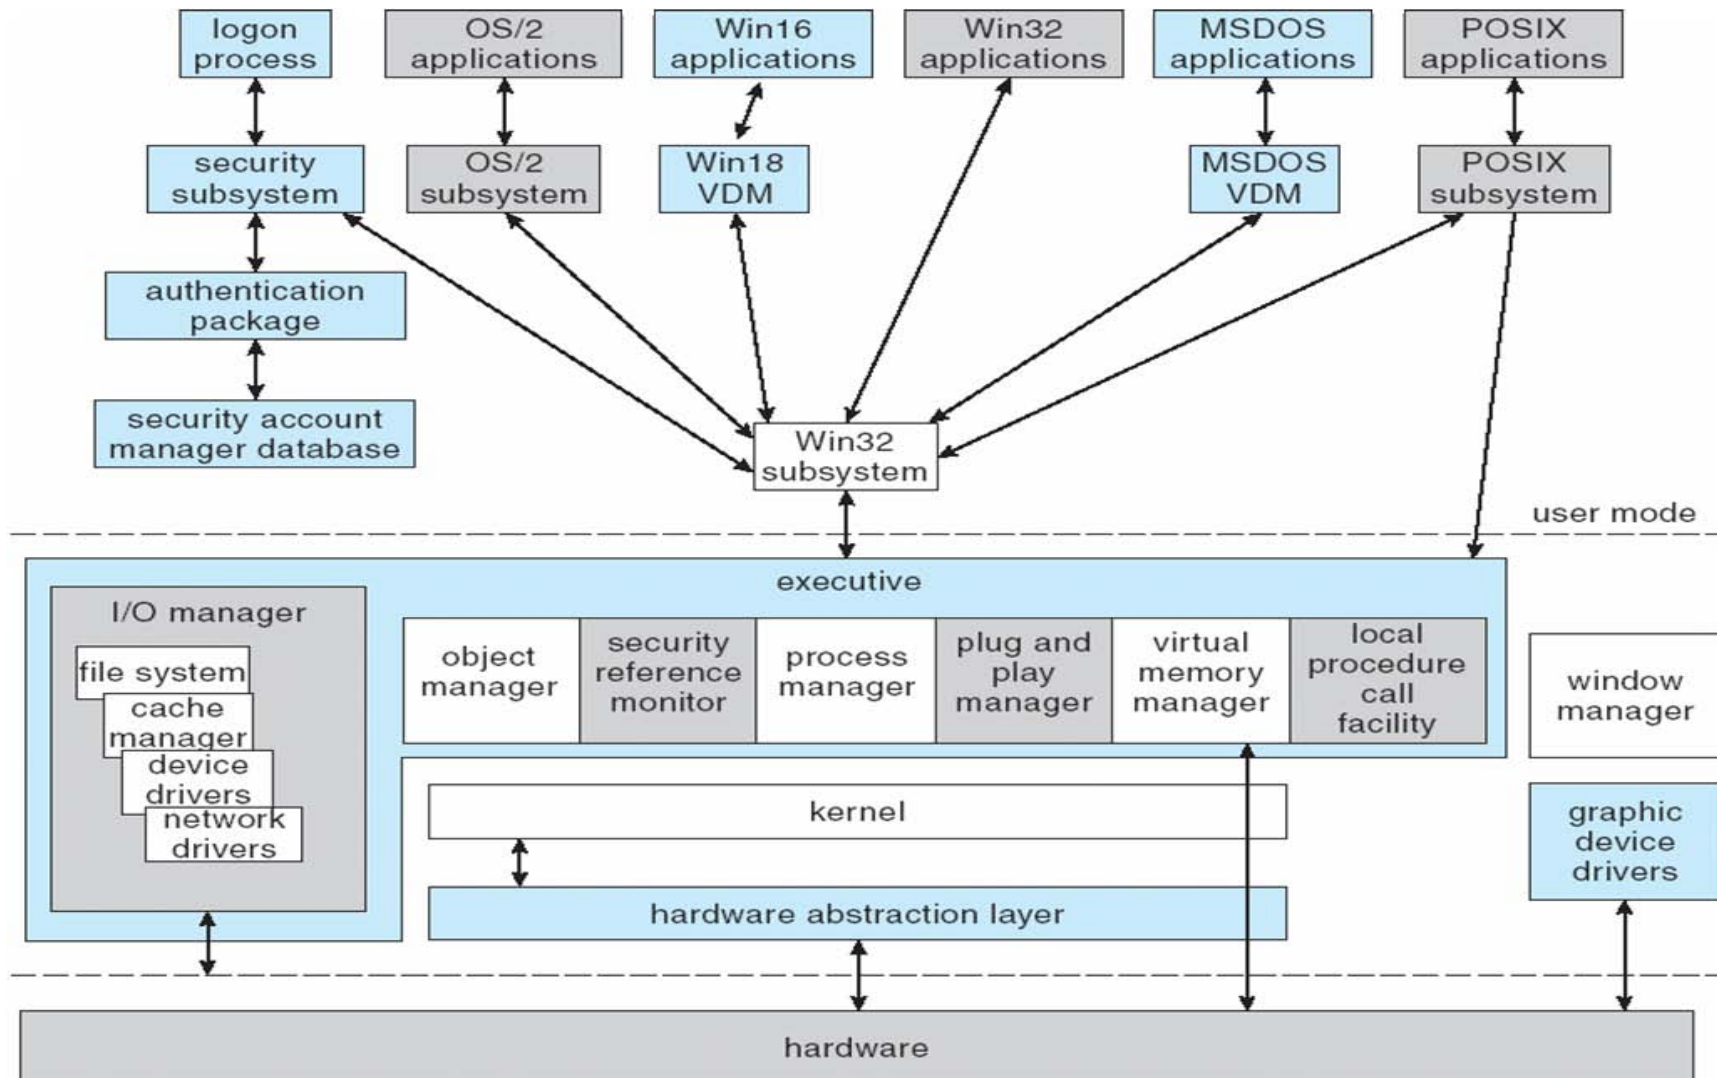 logon
process
OS/2
applications
Win16
applications
Win32
applications
MSDOS
applications
POSIX
applications
security
subsystem
OS/2
subsystem
Win18
VDM
MSDOS
VDM
POSIX
subsystem
authentication
package
security account
manager database
Win32
subsystem
user mode
executive
I/O manager
file system
cache
manager
device
drivers
network
drivers
object
manager
security
reference
monitor
process
manager
plug and
play
manager
virtual
memory
manager
local
procedure
call
facility
window
manager
kernel
graphic
device
drivers
hardware abstraction layer
hardware